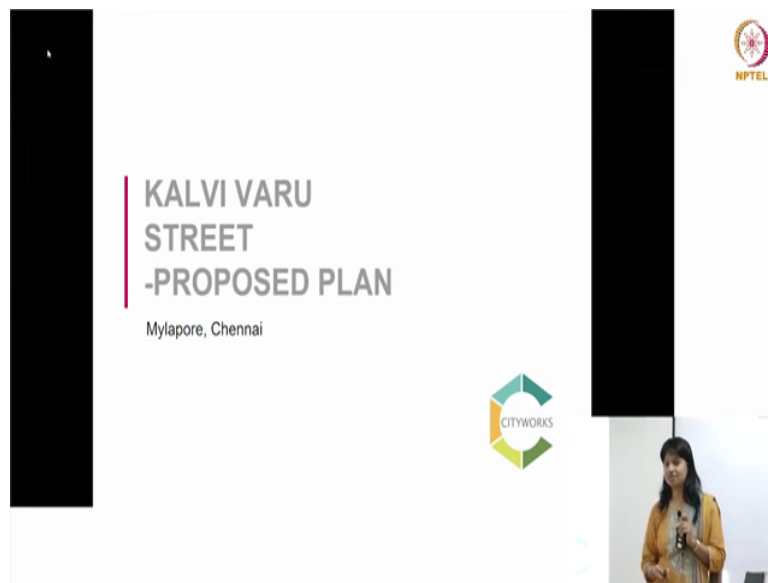 NPTEL
KALVI VARU
STREET
-PROPOSED PLAN
Mylapore, Chennai
CITYWORKS